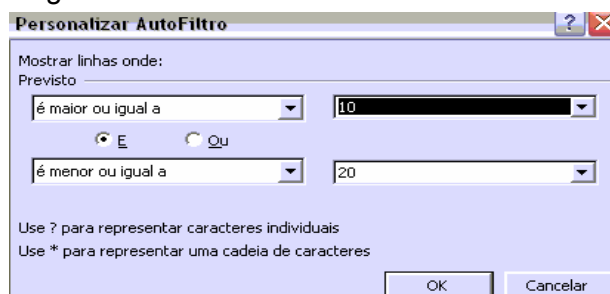 Personalizar AutoFiltro ? X
Mostrar linhas onde:
Previsto
é maior ou igual a 10
E Ou
é menor ou igual a 20
Use ? para representar caracteres individuais
Use * para representar uma cadeia de caracteres
OK Cancelar